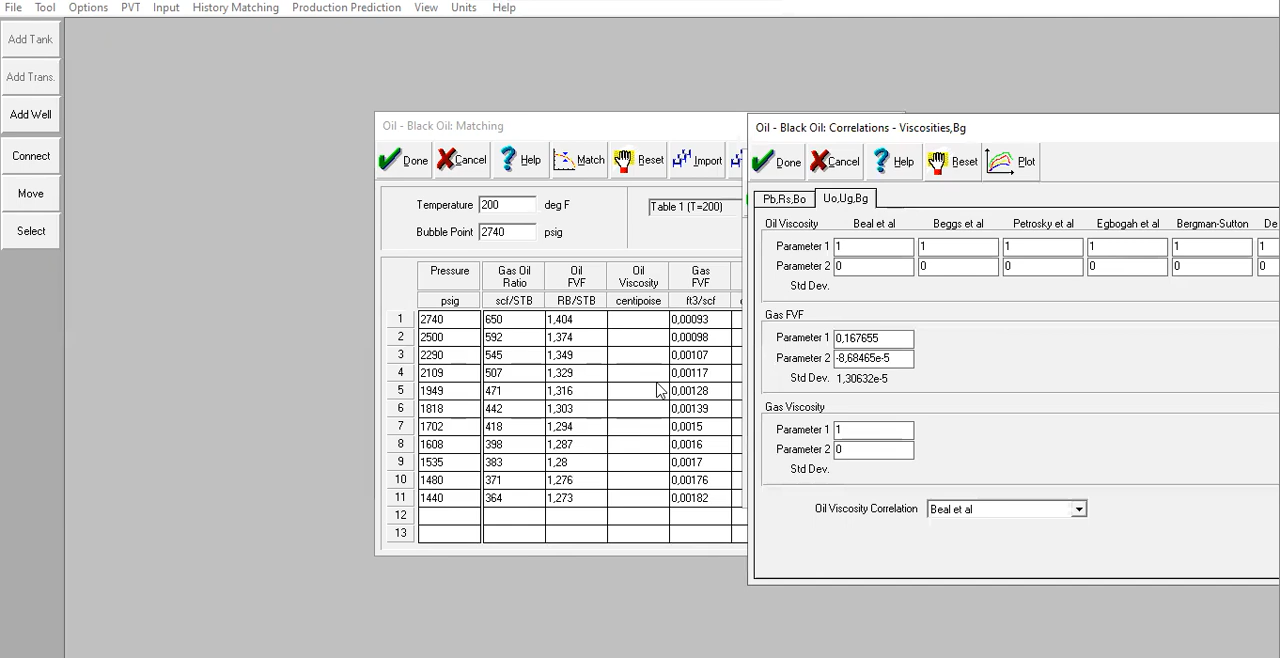 File Tool Options PVT Input History Matching Production Prediction View Units Help
Add Tank
Add Trans.
Add Well
Connect
Move
Select
Oil - Black Oil: Matching
Done Cancel Help Match Reset Import
Temperature 200 deg F Table 1 (T=200)
Bubble Point 2740 psig
Pressure Gas Oil Ratio Oil FVF Oil Viscosity Gas FVF
psig scf/STB RB/STB centipoise ft3/scf
1 2740 650 1,404 0,00093
2 2500 592 1,374 0,00098
3 2290 545 1,349 0,00107
4 2109 507 1,329 0,00117
5 1949 471 1,316 0,00128
6 1818 442 1,303 0,00139
7 1702 418 1,294 0,0015
8 1608 398 1,287 0,0016
9 1535 383 1,28 0,0017
10 1480 371 1,276 0,00176
11 1440 364 1,273 0,00182
12
13
Oil - Black Oil: Correlations - Viscosities,Bg
Done Cancel Help Reset Plot
Pb,Rs,Bo Uo,Ug,Bg
Oil Viscosity Beal et al Beggs et al Petrosky et al Egbogah et al Bergman-Sutton De
Parameter 1 1 1 1 1 1 1
Parameter 2 0 0 0 0 0 0
Std Dev.
Gas FVF
Parameter 1 0,167655
Parameter 2 -8,68465e-5
Std Dev. 1,30632e-5
Gas Viscosity
Parameter 1 1
Parameter 2 0
Std Dev.
Oil Viscosity Correlation Beal et al